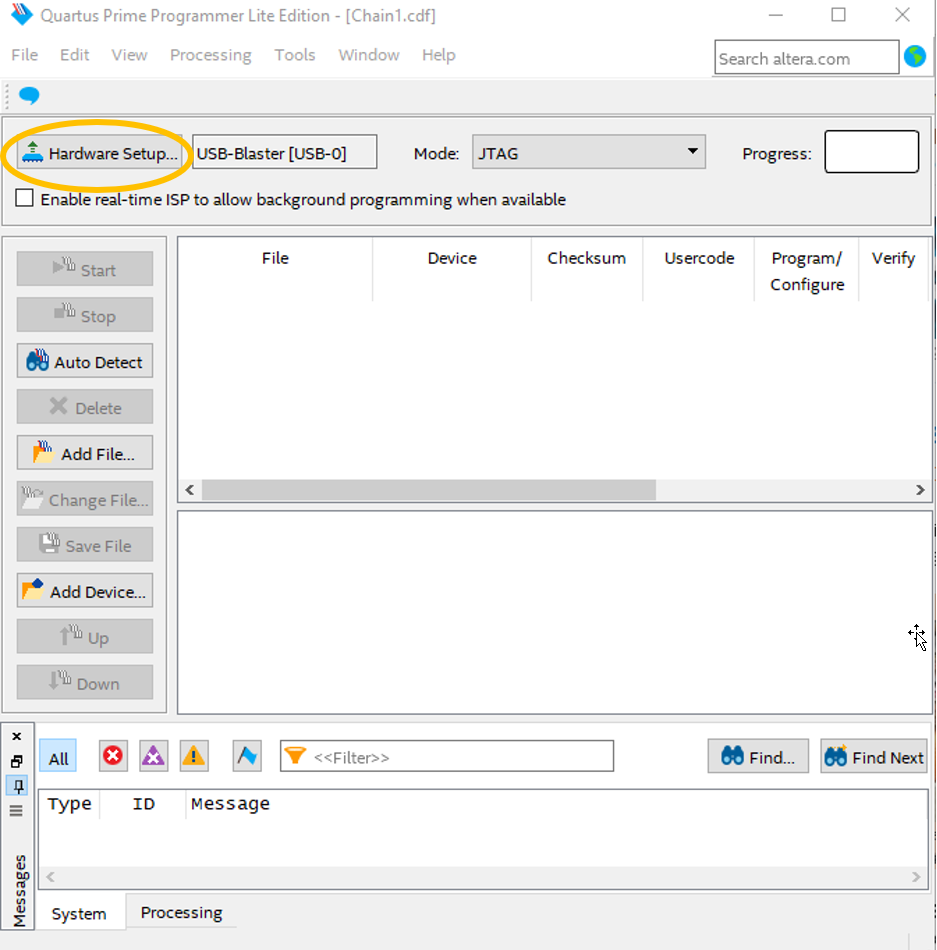 Quartus Prime Programmer Lite Edition - [Chain1.cdf]
File Edit View Processing Tools Window Help
Search altera.com
Hardware Setup... USB-Blaster [USB-0] Mode: JTAG Progress:
Enable real-time ISP to allow background programming when available
File Device Checksum Usercode Program/ Configure Verify
Start
Stop
Auto Detect
Delete
Add File...
Change File...
Save File
Add Device...
Up
Down
All <<Filter>> Find... Find Next
Type ID Message
Messages
System Processing